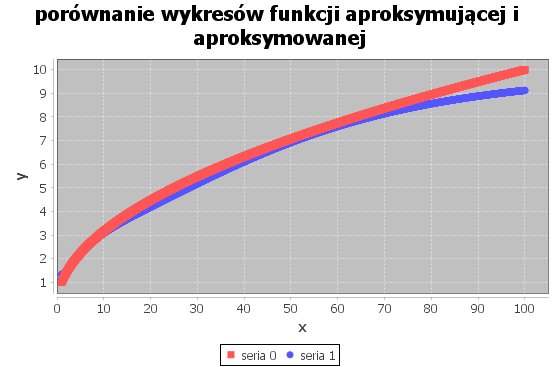 porównanie wykresów funkcji aproksymującej i
aproksymowanej
10
9
8
7
6
5
4
3
2
1
y
0 10 20 30 40 50 60 70 80 90 100
x
seria 0 seria 1